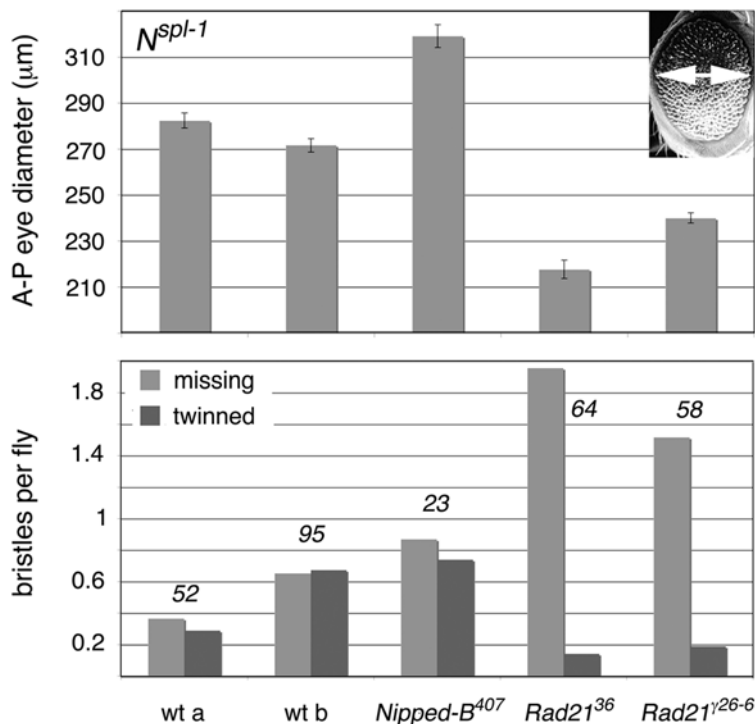 N^spl-1
A-P eye diameter (μm)
310
290
270
250
230
210
bristles per fly
1.8
1.4
1
0.6
0.2
missing
twinned
52
95
23
64
58
wt a
wt b
Nipped-B^407
Rad21^36
Rad21^γ26-6